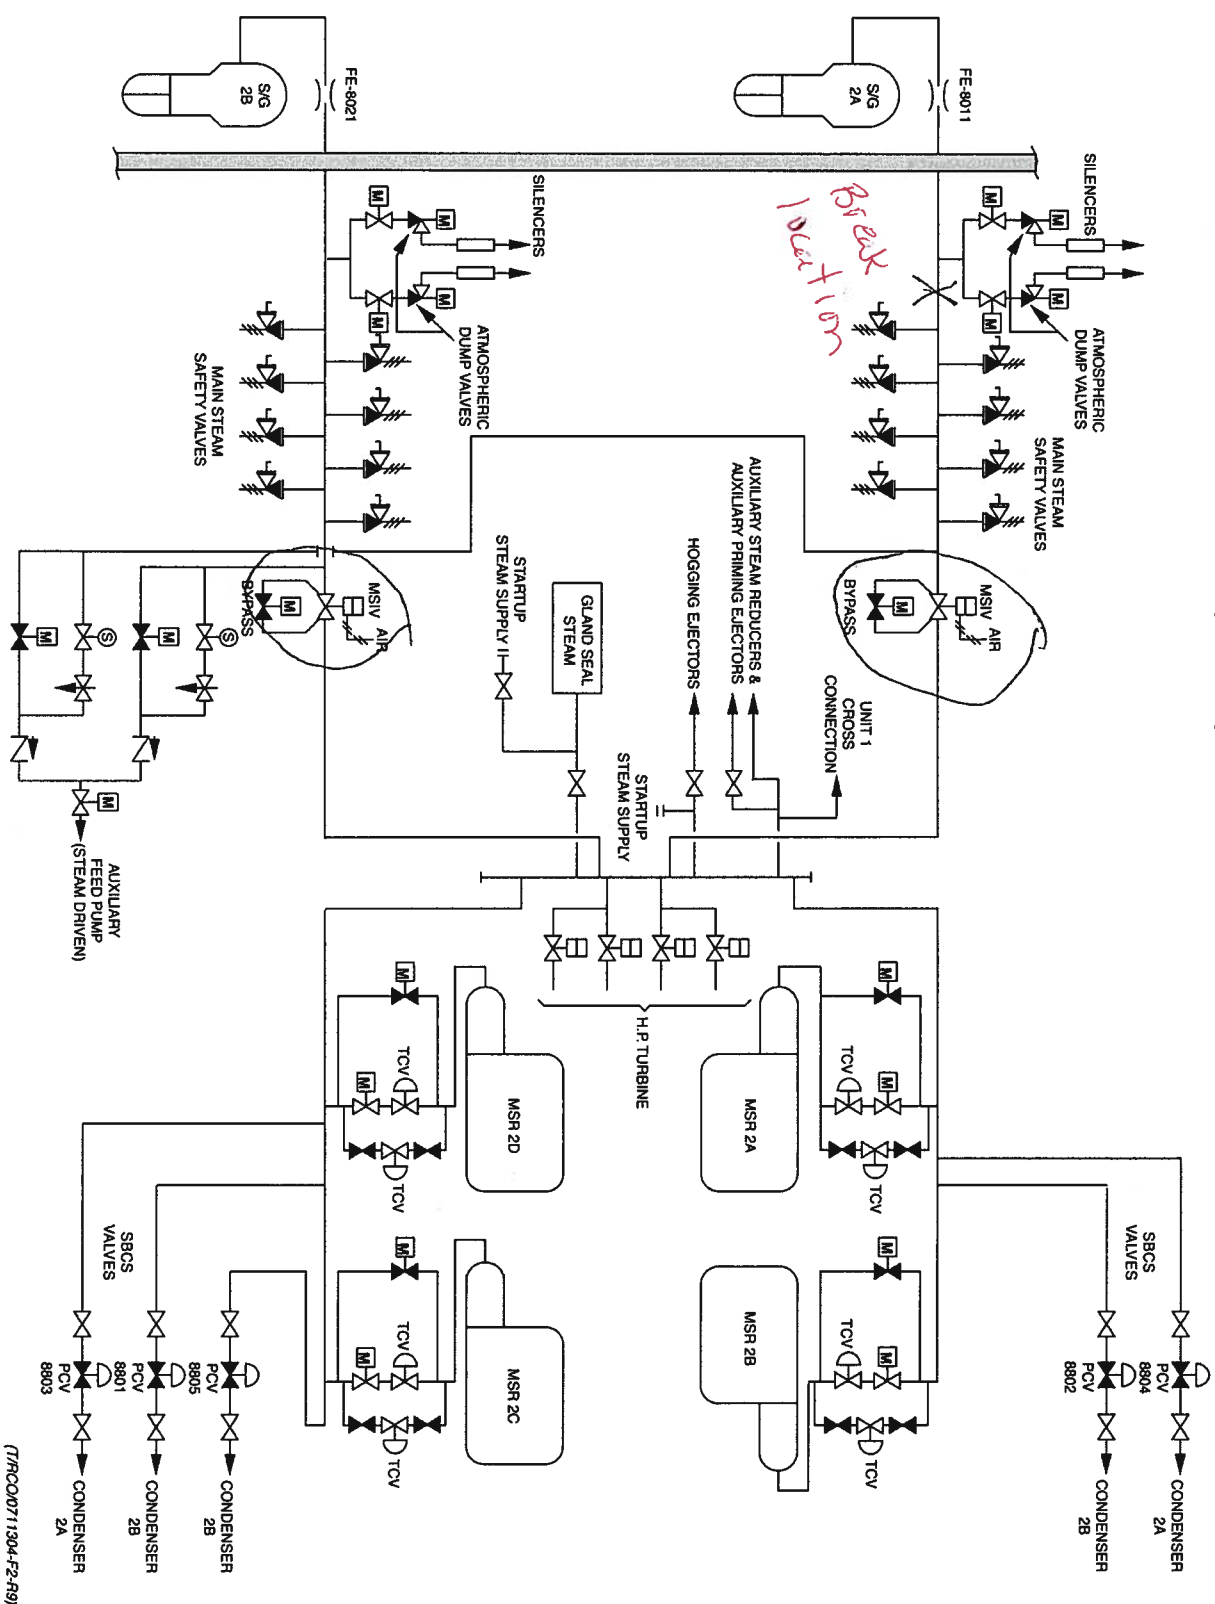 FE-8021
S/G
2B
FE-8011
S/G
2A
SILENCERS
M
M
M
M
ATMOSPHERIC
DUMP VALVES
MAIN STEAM
SAFETY VALVES
Break
location
SILENCERS
M
M
M
M
ATMOSPHERIC
DUMP VALVES
MAIN STEAM
SAFETY VALVES
MSIV
AIR
M
BYPASS
MSIV
AIR
M
BYPASS
S
M
S
M
M
AUXILIARY
FEED PUMP
(STEAM DRIVEN)
STARTUP
STEAM SUPPLY
GLAND SEAL
STEAM
HOGGING EJECTORS
AUXILIARY STEAM REDUCERS &
AUXILIARY PRIMING EJECTORS
UNIT 1
CROSS
CONNECTION
STARTUP
STEAM SUPPLY
H.P. TURBINE
M
TCV
M
TCV
MSR 2D
M
TCV
M
TCV
MSR 2A
M
TCV
M
TCV
MSR 2C
M
TCV
M
TCV
MSR 2B
SBCS
VALVES
PCV
8803
PCV
8801
PCV
8805
CONDENSER
2A
CONDENSER
2B
CONDENSER
2B
SBCS
VALVES
PCV
8804
PCV
8802
CONDENSER
2A
CONDENSER
2B
(T/RCO/0711304-F2-R9)